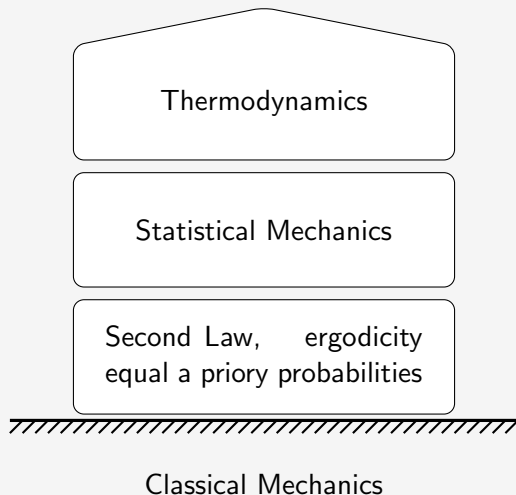 Thermodynamics
Statistical Mechanics
Second Law, ergodicity
equal a priory probabilities
Classical Mechanics